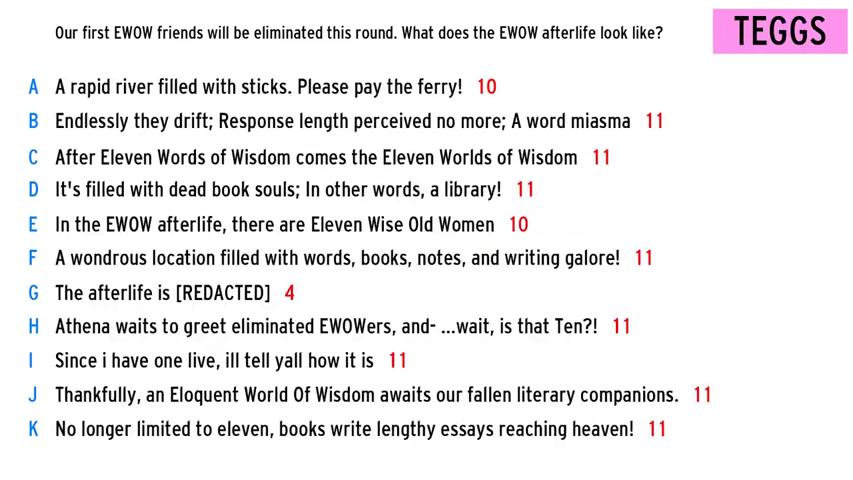 Our first EWOW friends will be eliminated this round. What does the EWOW afterlife look like?
TEGGS
A A rapid river filled with sticks. Please pay the ferry! 10
B Endlessly they drift; Response length perceived no more; A word miasma 11
C After Eleven Words of Wisdom comes the Eleven Worlds of Wisdom 11
D It's filled with dead book souls; In other words, a library! 11
E In the EWOW afterlife, there are Eleven Wise Old Women 10
F A wondrous location filled with words, books, notes, and writing galore! 11
G The afterlife is [REDACTED] 4
H Athena waits to greet eliminated EWOWers, and- ...wait, is that Ten?! 11
I Since i have one live, ill tell yall how it is 11
J Thankfully, an Eloquent World Of Wisdom awaits our fallen literary companions. 11
K No longer limited to eleven, books write lengthy essays reaching heaven! 11